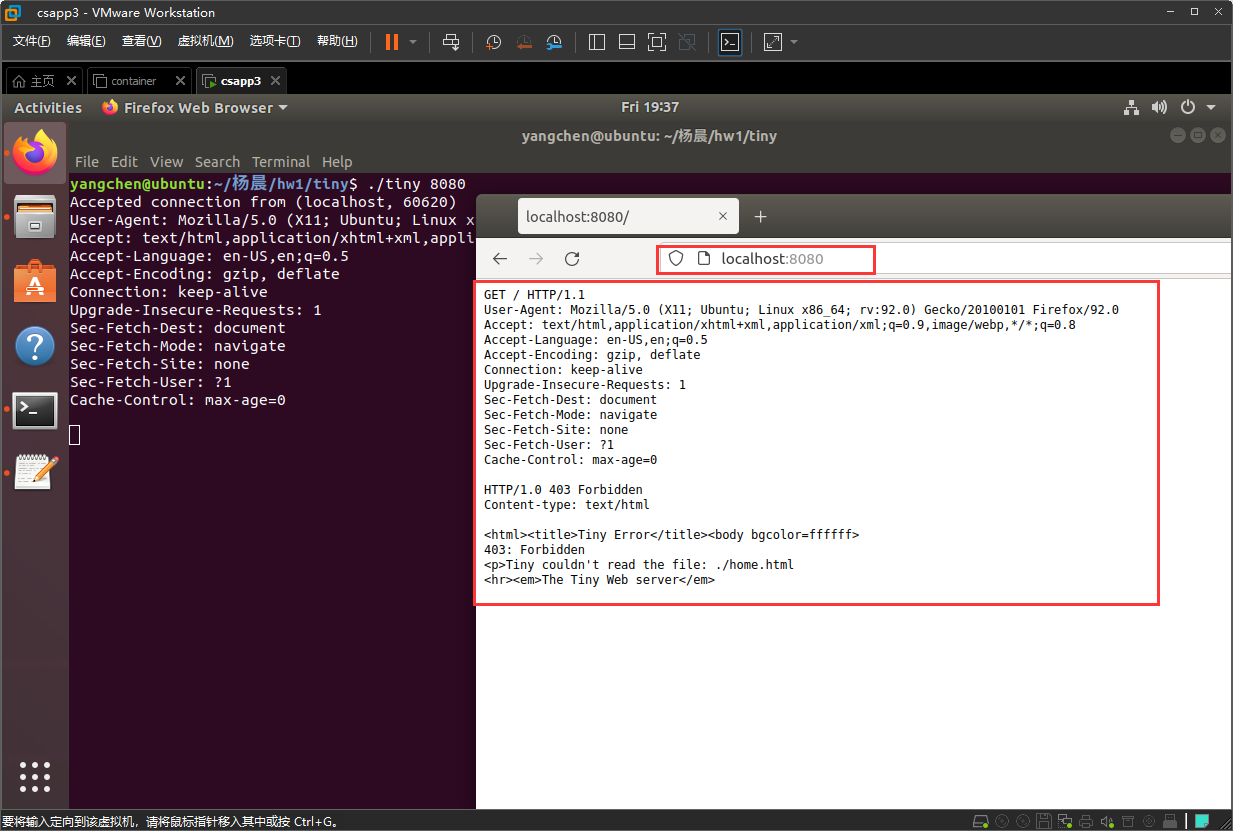 csapp3 - VMware Workstation
文件(F) 编辑(E) 查看(V) 虚拟机(M) 选项卡(T) 帮助(H)
主页 container csapp3
Activities Firefox Web Browser Fri 19:37
yangchen@ubuntu: ~/杨晨/hw1/tiny
File Edit View Search Terminal Help
yangchen@ubuntu:~/杨晨/hw1/tiny$ ./tiny 8080
Accepted connection from (localhost, 60620)
User-Agent: Mozilla/5.0 (X11; Ubuntu; Linux x
Accept: text/html,application/xhtml+xml,appli
Accept-Language: en-US,en;q=0.5
Accept-Encoding: gzip, deflate
Connection: keep-alive
Upgrade-Insecure-Requests: 1
Sec-Fetch-Dest: document
Sec-Fetch-Mode: navigate
Sec-Fetch-Site: none
Sec-Fetch-User: ?1
Cache-Control: max-age=0
localhost:8080/
localhost:8080
GET / HTTP/1.1
User-Agent: Mozilla/5.0 (X11; Ubuntu; Linux x86_64; rv:92.0) Gecko/20100101 Firefox/92.0
Accept: text/html,application/xhtml+xml,application/xml;q=0.9,image/webp,*/*;q=0.8
Accept-Language: en-US,en;q=0.5
Accept-Encoding: gzip, deflate
Connection: keep-alive
Upgrade-Insecure-Requests: 1
Sec-Fetch-Dest: document
Sec-Fetch-Mode: navigate
Sec-Fetch-Site: none
Sec-Fetch-User: ?1
Cache-Control: max-age=0
HTTP/1.0 403 Forbidden
Content-type: text/html
<html><title>Tiny Error</title><body bgcolor=ffffff>
403: Forbidden
<p>Tiny couldn't read the file: ./home.html
<hr><em>The Tiny Web server</em>
要将输入定向到该虚拟机，请将鼠标指针移入其中或按 Ctrl+G。